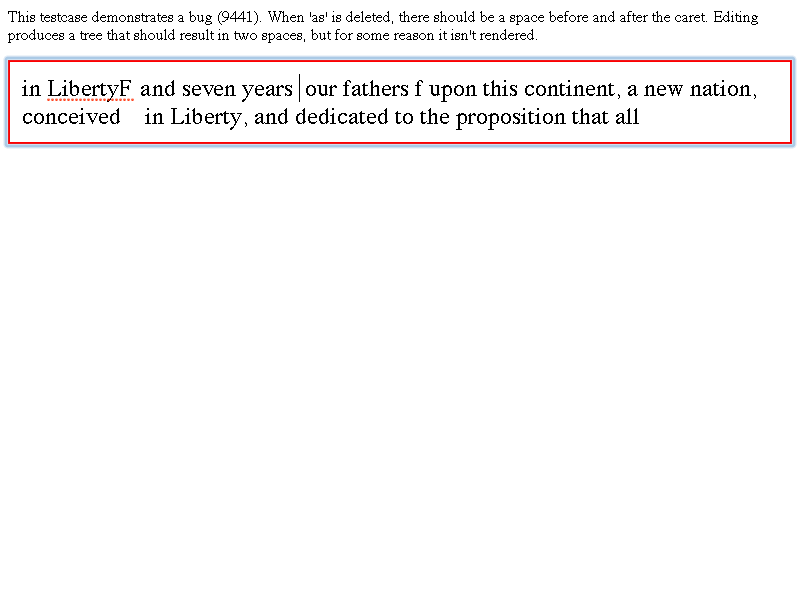 This testcase demonstrates a bug (9441). When 'as' is deleted, there should be a space before and after the caret. Editing
produces a tree that should result in two spaces, but for some reason it isn't rendered.
in LibertyF and seven years our fathers f upon this continent, a new nation,
conceived    in Liberty, and dedicated to the proposition that all